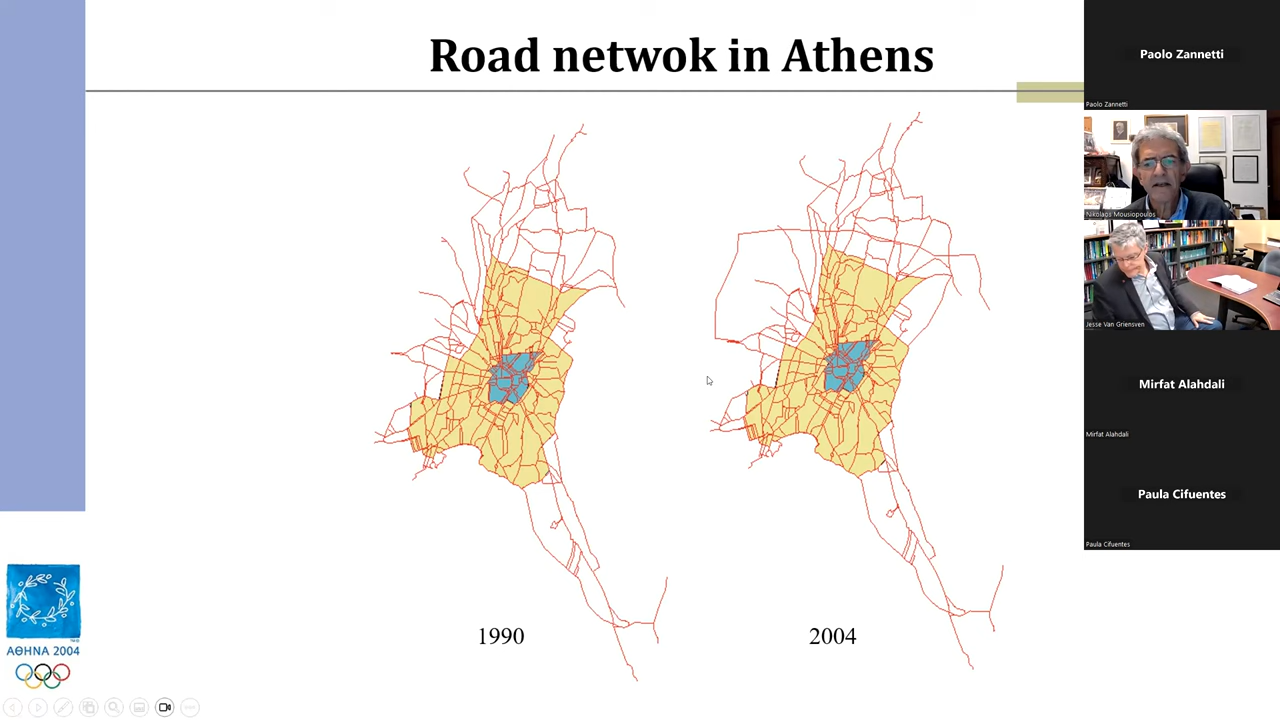 Road netwok in Athens
1990
2004
ΑΘΗΝΑ 2004
Paolo Zannetti
Paolo Zannetti
Nikolaos Mousiopoulos
Jesse Van Griensven
Mirfat Alahdali
Mirfat Alahdali
Paula Cifuentes
Paula Cifuentes